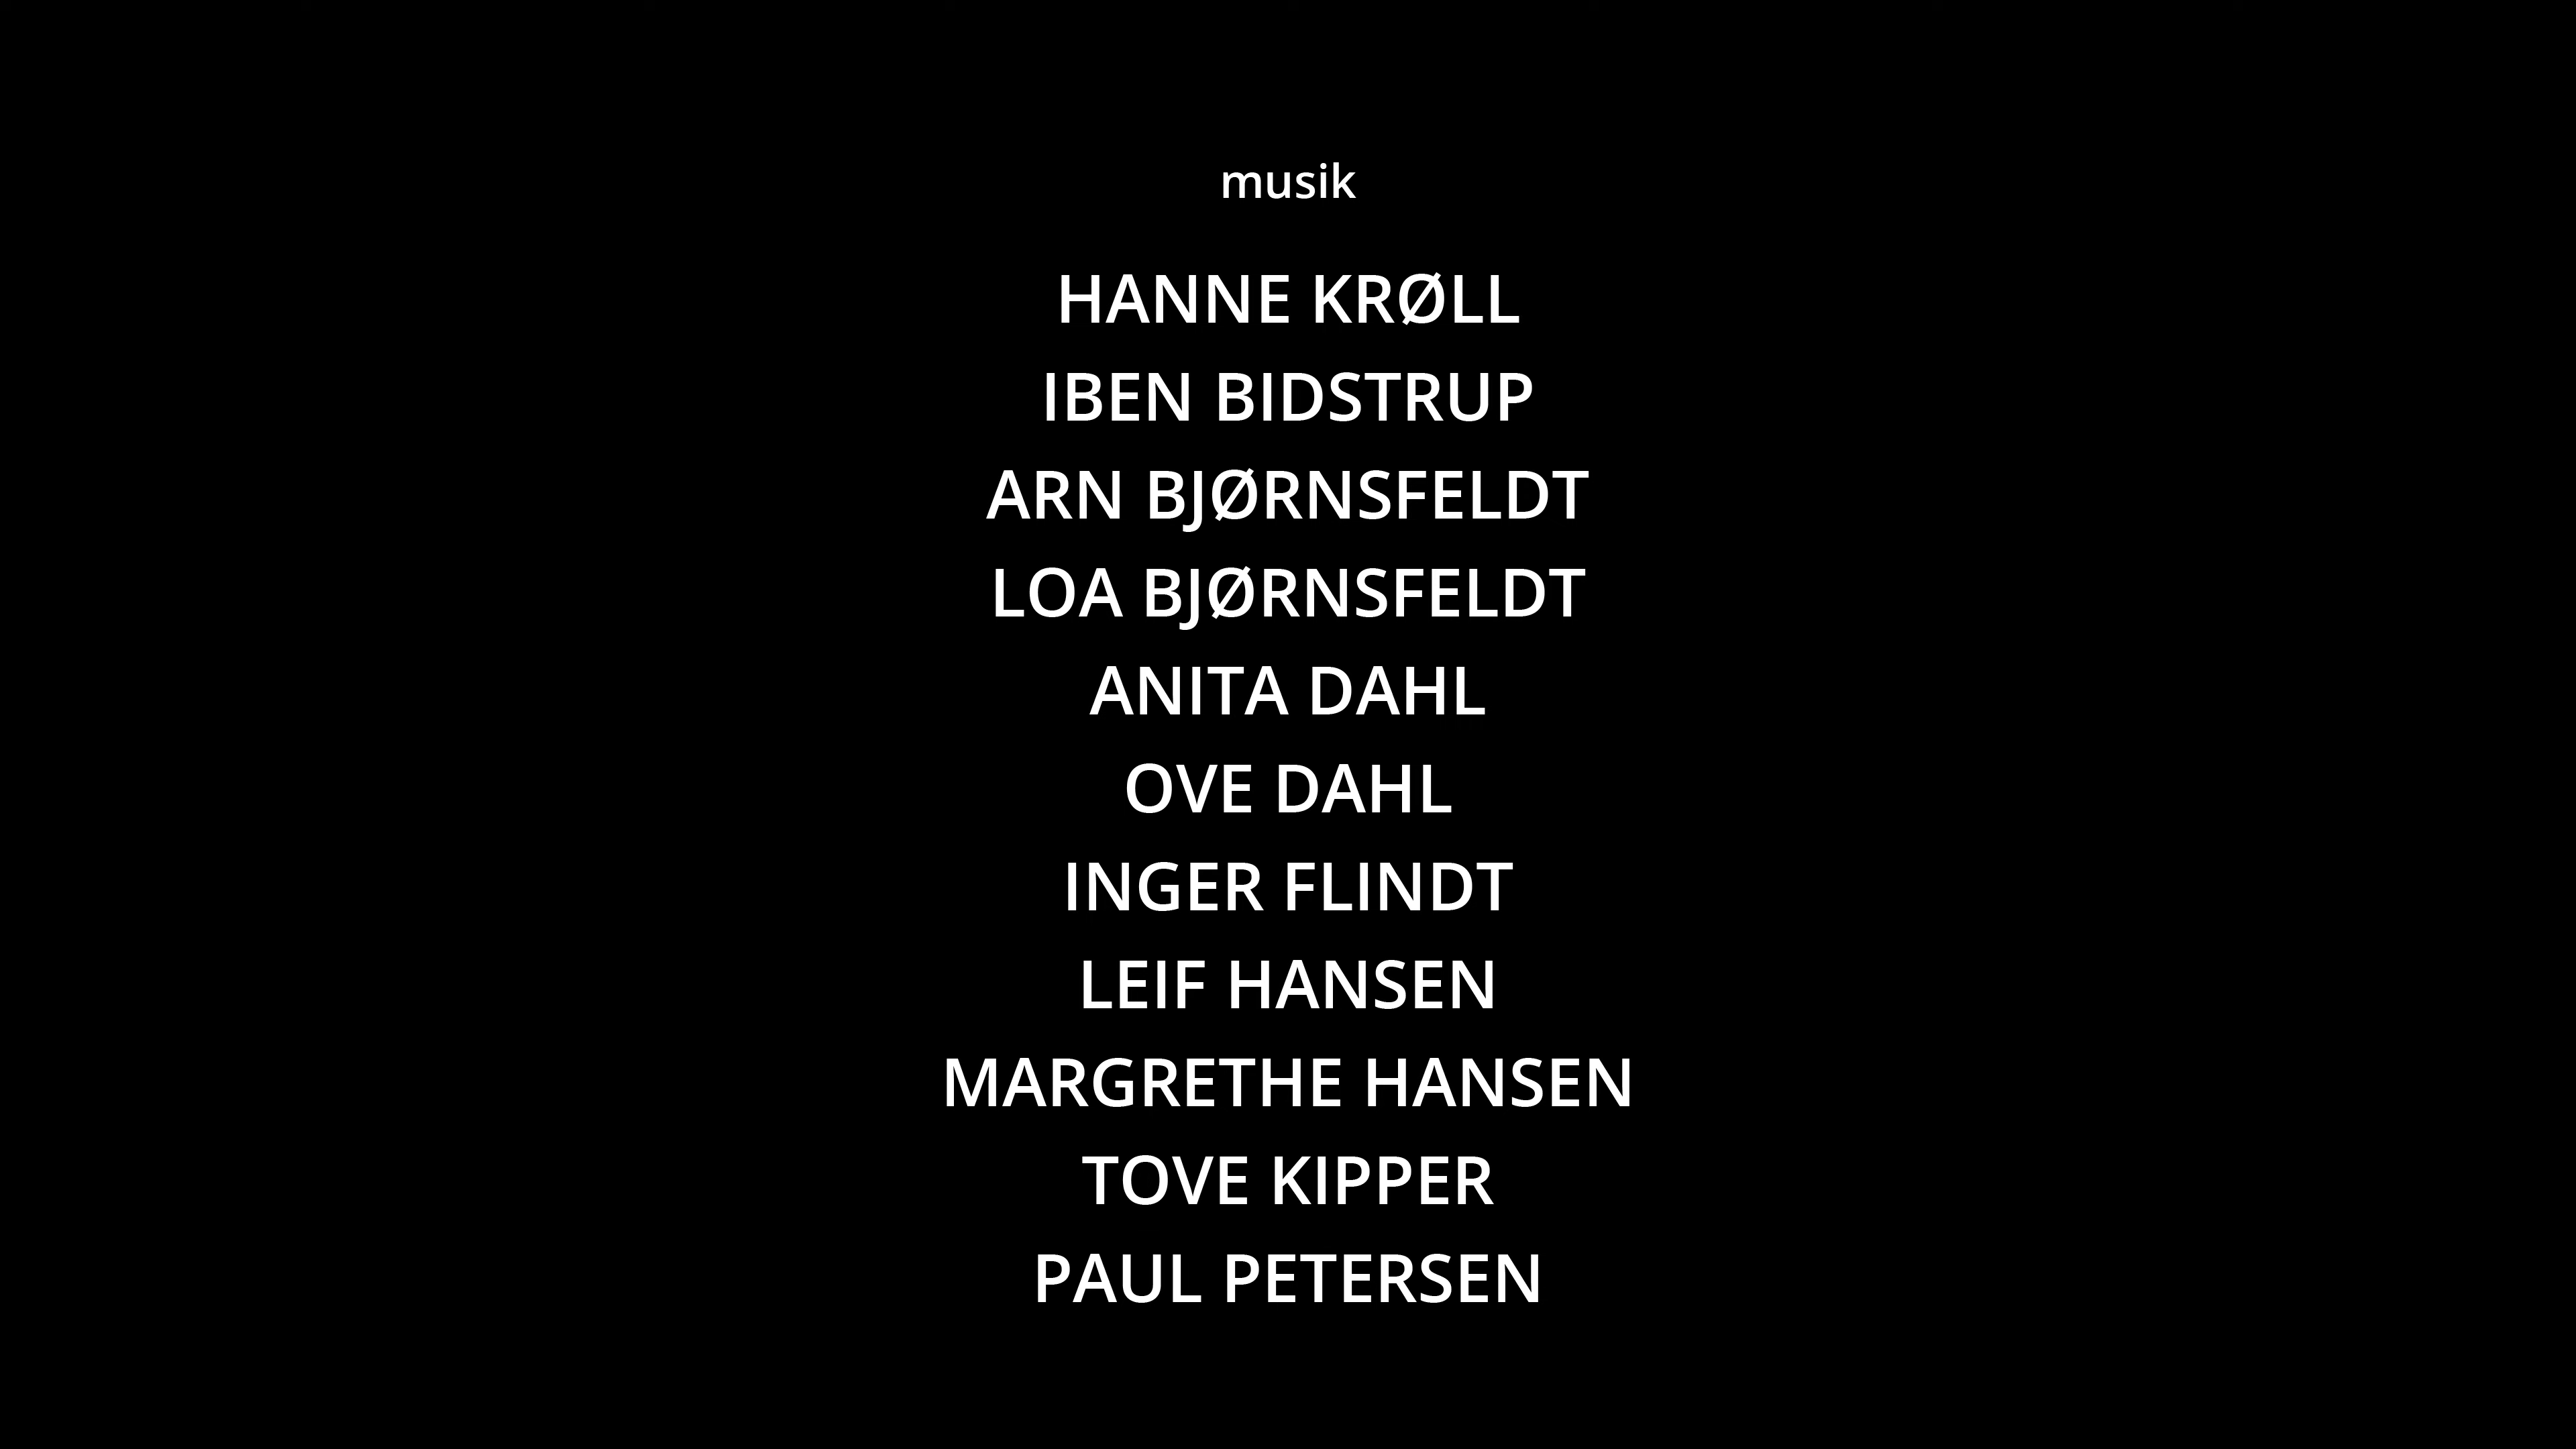 musik
HANNE KRØLL
IBEN BIDSTRUP
ARN BJØRNSFELDT
LOA BJØRNSFELDT
ANITA DAHL
OVE DAHL
INGER FLINDT
LEIF HANSEN
MARGRETHE HANSEN
TOVE KIPPER
PAUL PETERSEN